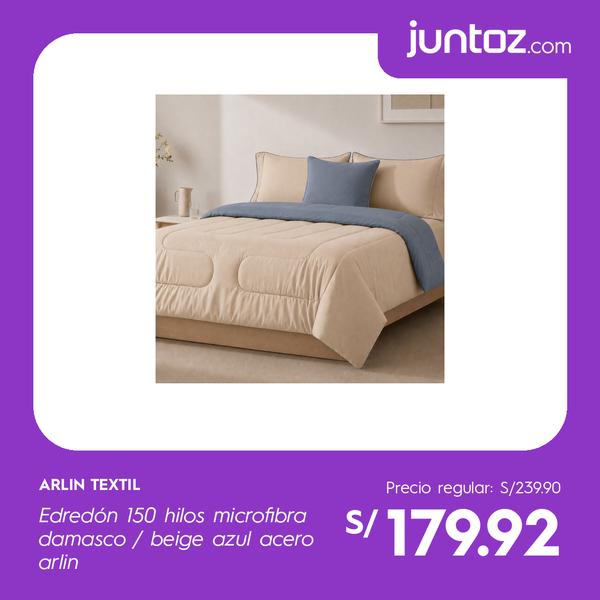 juntoz.com
ARLIN TEXTIL
Edredón 150 hilos microfibra
damasco / beige azul acero
arlin
Precio regular: S/239.90
S/179.92